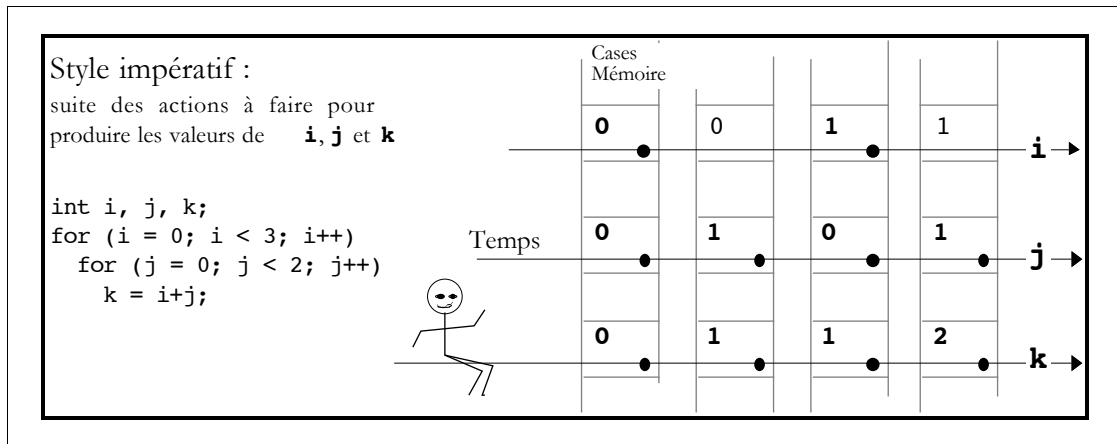 Style impératif :
suite des actions à faire pour
produire les valeurs de i, j et k
int i, j, k;
for (i = 0; i < 3; i++)
for (j = 0; j < 2; j++)
k = i+j;
Cases
Mémoire
0 0 1 1
i
Temps
0 1 0 1
j
0 1 1 2
k